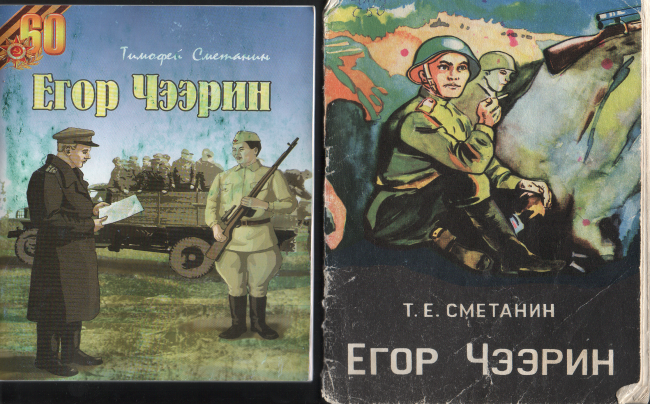 60
Тимофей Сметанин
Егор Чээрин
Т. Е. СМЕТАНИН
ЕГОР ЧЭЭРИН